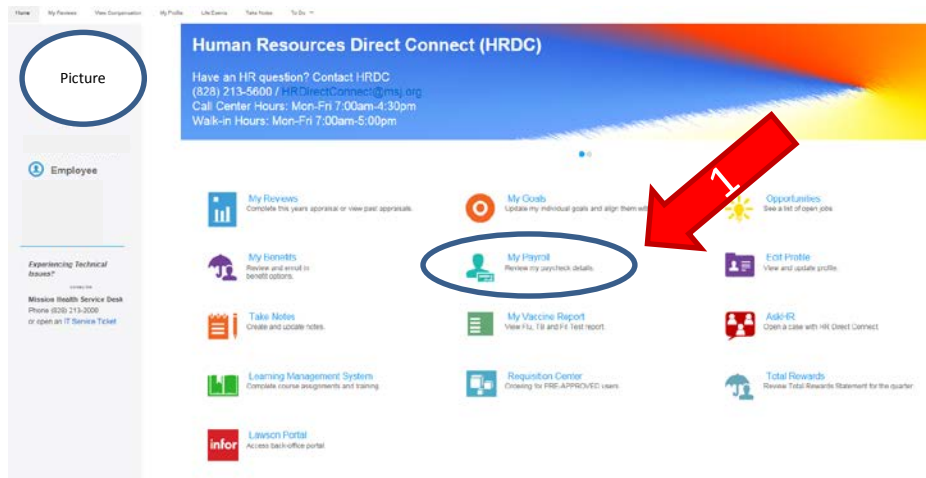 Home My Reviews View Compensation My Profile Life Events Take Notes To Do
Picture
Human Resources Direct Connect (HRDC)
Have an HR question? Contact HRDC
(828) 213-5600 / HRDirectConnect@msj.org
Call Center Hours: Mon-Fri 7:00am-4:30pm
Walk-in Hours: Mon-Fri 7:00am-5:00pm
1
Employee
My Reviews
Complete this years appraisal or view past appraisals.
My Goals
Update my individual goals and align them wi
Opportunities
See a list of open jobs.
My Benefits
Review and enroll in
benefit options.
My Payroll
Review my paycheck details.
Edit Profile
View and update profile.
Experiencing Technical
Issues?
Mission Health Service Desk
Phone (828) 213-2000
or open an IT Service Ticket
Take Notes
Create and update notes.
My Vaccine Report
View Flu, TB and Fit Test report.
AskHR
Open a case with HR Direct Connect
Learning Management System
Complete course assignments and training.
Requisition Center
Ordering for PRE-APPROVED users.
Total Rewards
Review Total Rewards Statement for the quarter.
infor
Lawson Portal
Access back-office portal